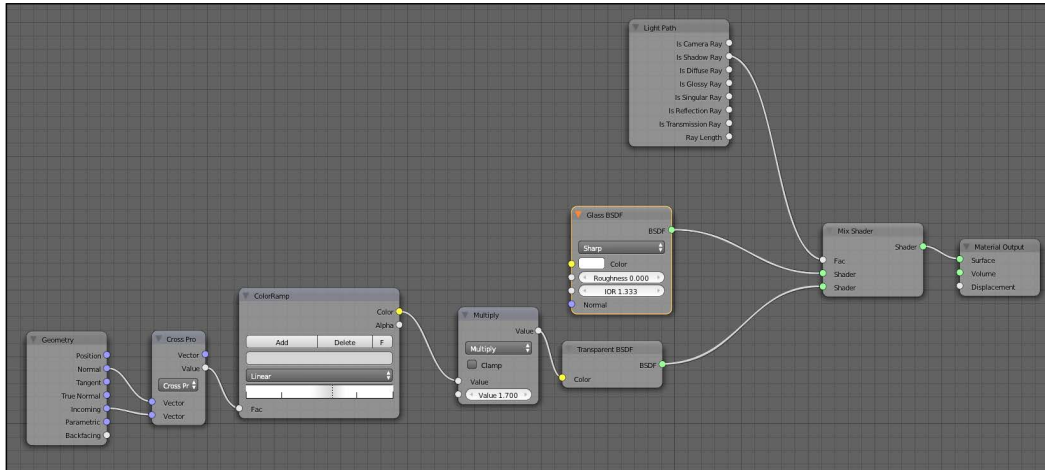 Light Path
Is Camera Ray
Is Shadow Ray
Is Diffuse Ray
Is Glossy Ray
Is Singular Ray
Is Reflection Ray
Is Transmission Ray
Ray Length
Glass BSDF
BSDF
Sharp
Color
Roughness 0.000
IOR 1.333
Normal
Mix Shader
Shader
Fac
Shader
Shader
Material Output
Surface
Volume
Displacement
Geometry
Position
Normal
Tangent
True Normal
Incoming
Parametric
Backfacing
Cross Pro
Vector
Value
Cross Pr
Vector
Vector
ColorRamp
Color
Alpha
Add Delete F
Linear
Fac
Multiply
Value
Multiply
Clamp
Value
Value 1.700
Transparent BSDF
BSDF
Color